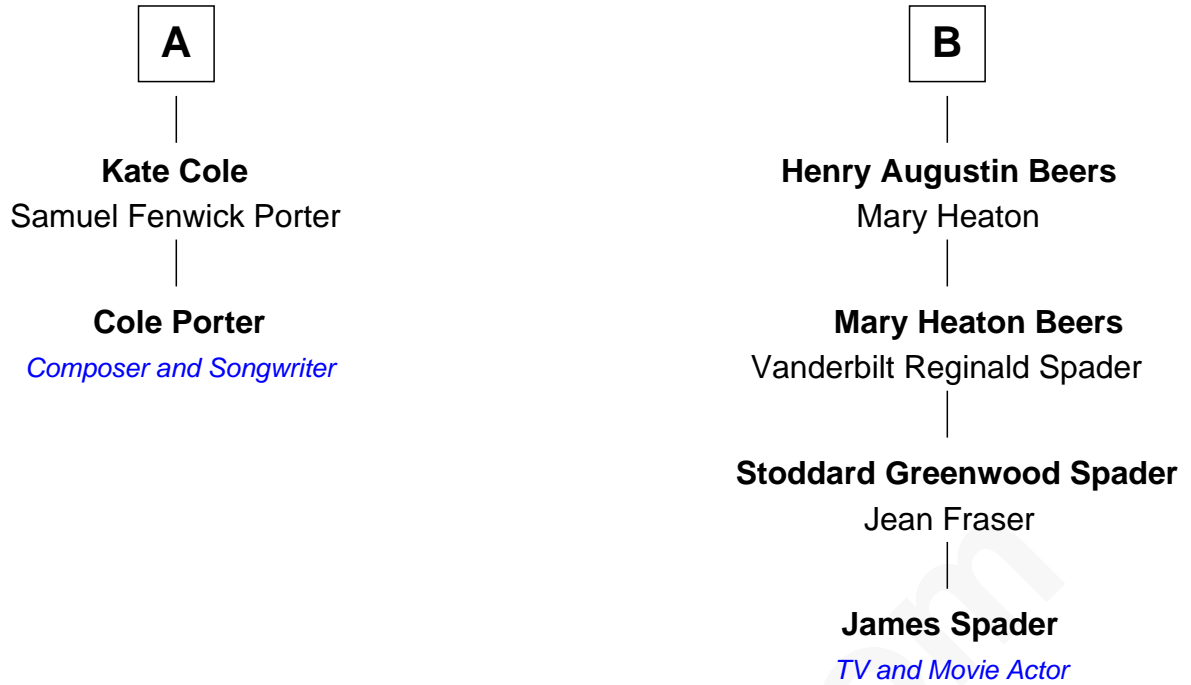 A
Kate Cole
Samuel Fenwick Porter
Cole Porter
Composer and Songwriter
B
Henry Augustin Beers
Mary Heaton
Mary Heaton Beers
Vanderbilt Reginald Spader
Stoddard Greenwood Spader
Jean Fraser
James Spader
TV and Movie Actor